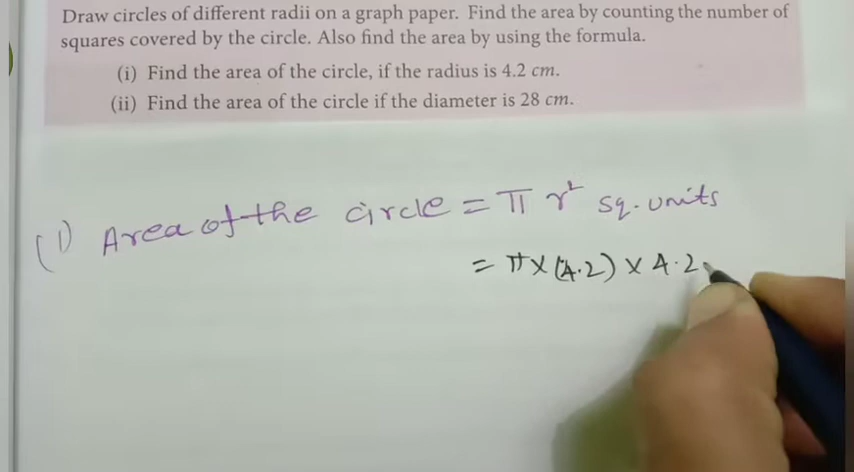 Draw circles of different radii on a graph paper. Find the area by counting the number of
squares covered by the circle. Also find the area by using the formula.
(i) Find the area of the circle, if the radius is 4.2 cm.
(ii) Find the area of the circle if the diameter is 28 cm.
(1) Area of the circle = π r² sq. units
= π × (4.2) × 4.2